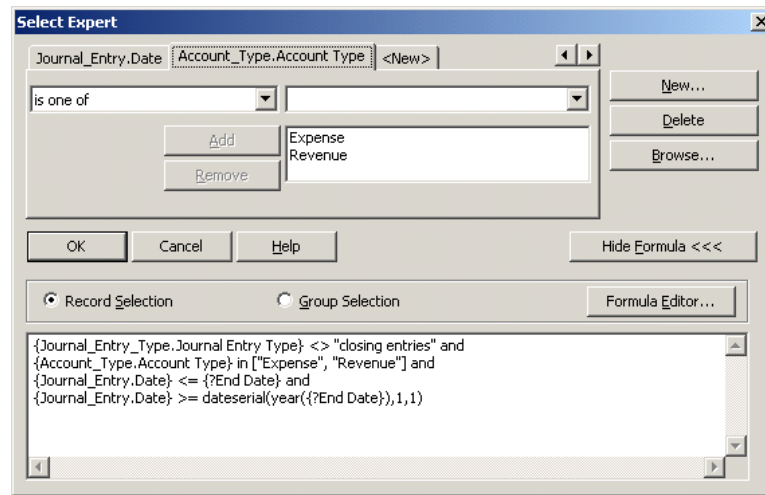 Select Expert
Journal_Entry.Date Account_Type.Account Type <New>
New...
is one of
Delete
Add
Expense
Revenue
Browse...
Remove
OK Cancel Help Hide Formula <<<
Record Selection Group Selection Formula Editor...
{Journal_Entry_Type.Journal Entry Type} <> "closing entries" and
{Account_Type.Account Type} in ["Expense", "Revenue"] and
{Journal_Entry.Date} <= {?End Date} and
{Journal_Entry.Date} >= dateserial(year({?End Date}),1,1)